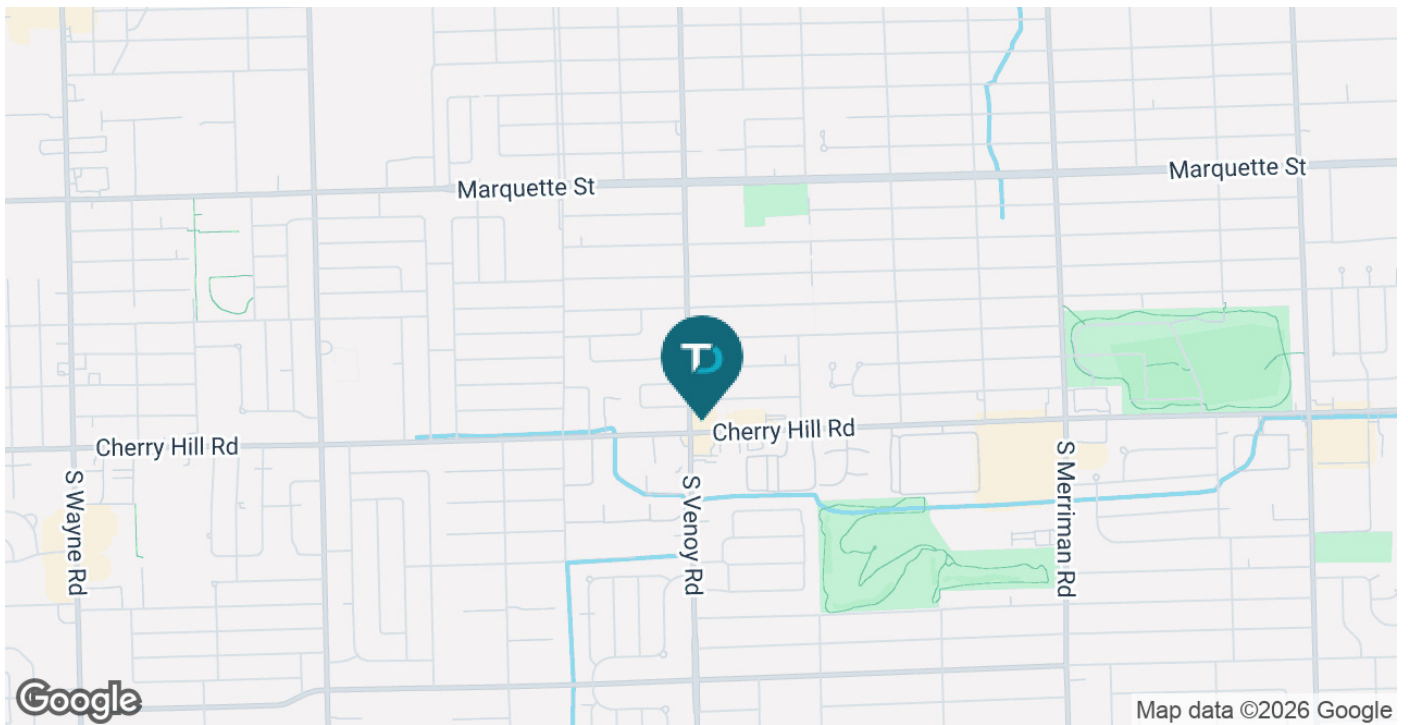 Marquette St
Marquette St
TD
Cherry Hill Rd
Cherry Hill Rd
S Wayne Rd
S Venoy Rd
S Merriman Rd
Google
Map data ©2026 Google